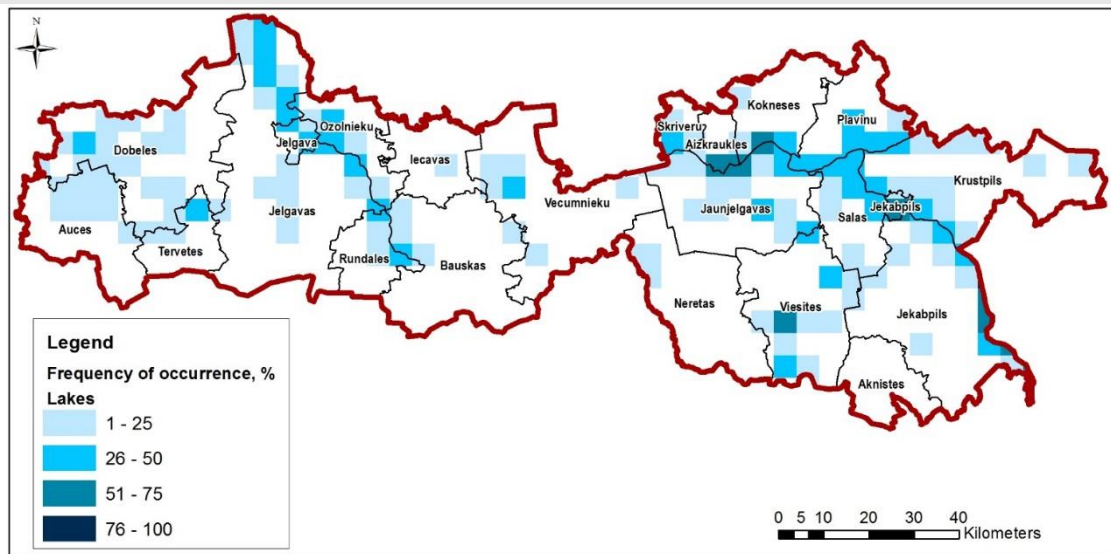 N
Kokneses
Plavinu
Skriveru
Aizkraukles
Ozolnieku
Jelgava
Dobeles
Iecavas
Krustpils
Vecumnieku
Jaunjelgavas
Jekabpils
Salas
Jelgavas
Auces
Tervetes
Rundales
Bauskas
Neretas
Viesites
Jekabpils
Aknistes
Legend
Frequency of occurrence, %
Lakes
1 - 25
26 - 50
51 - 75
76 - 100
0 5 10 20 30 40
Kilometers